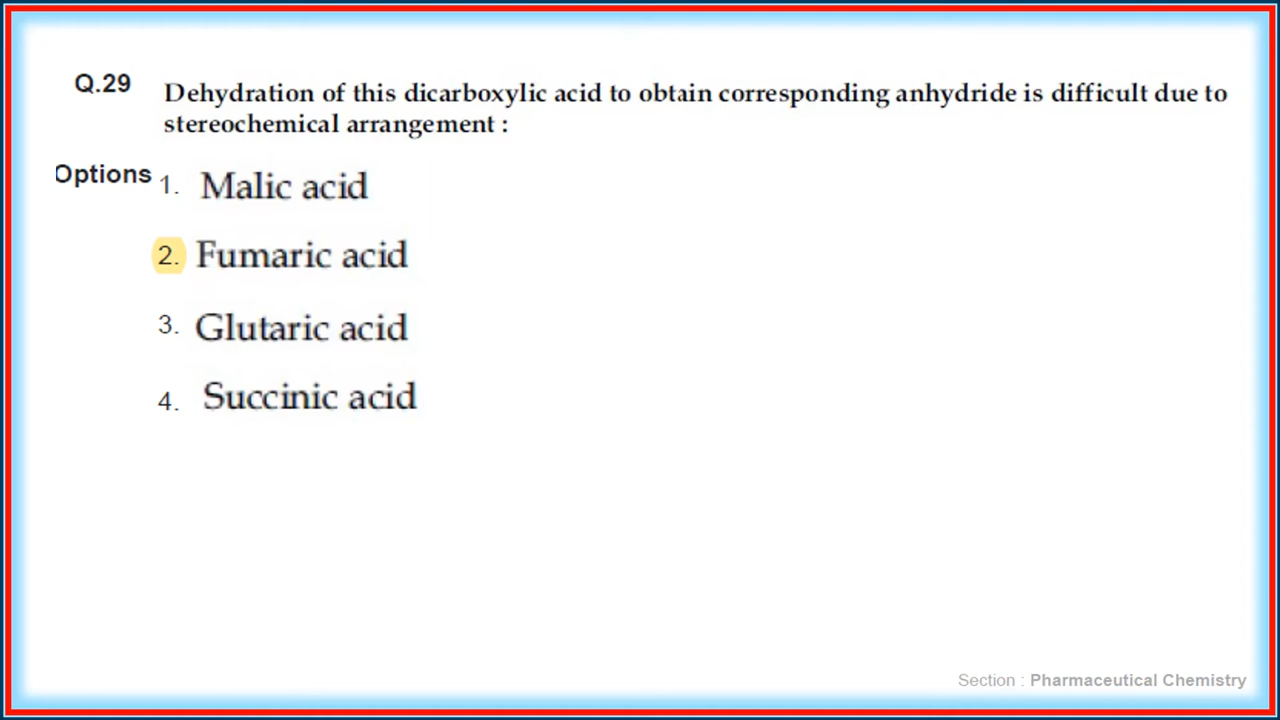 Q.29 Dehydration of this dicarboxylic acid to obtain corresponding anhydride is difficult due to
stereochemical arrangement :
Options 1. Malic acid
2. Fumaric acid
3. Glutaric acid
4. Succinic acid
Section : Pharmaceutical Chemistry